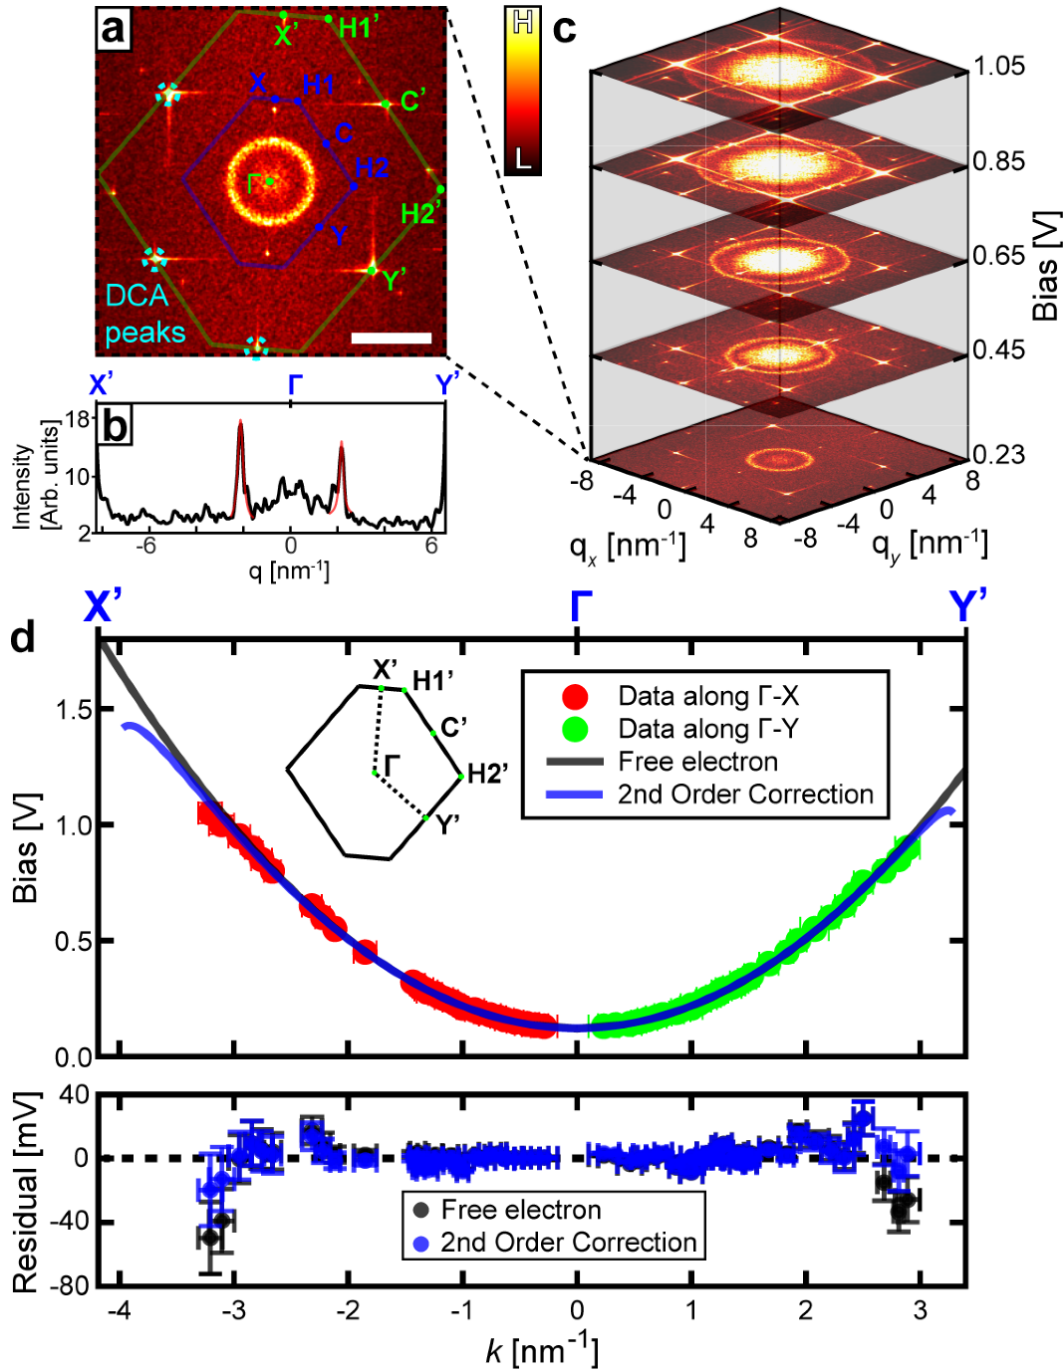 a
X’
H1’
X
H1
C’
C
Γ
H2
H2’
Y
Y’
DCA
peaks
H
L
c
1.05
0.85
0.65
0.45
0.23
Bias [V]
-8
-4
0
4
8
qx [nm-1]
-8
-4
0
4
8
qy [nm-1]
X’
Γ
Y’
b
18
10
2
Intensity
[Arb. units]
-6
0
6
q [nm-1]
X’
Γ
Y’
d
X’
H1’
C’
Γ
H2’
Y’
Data along Γ-X
Data along Γ-Y
Free electron
2nd Order Correction
1.5
1.0
0.5
0.0
Bias [V]
40
0
-40
-80
Residual [mV]
Free electron
2nd Order Correction
-4
-3
-2
-1
0
1
2
3
k [nm-1]